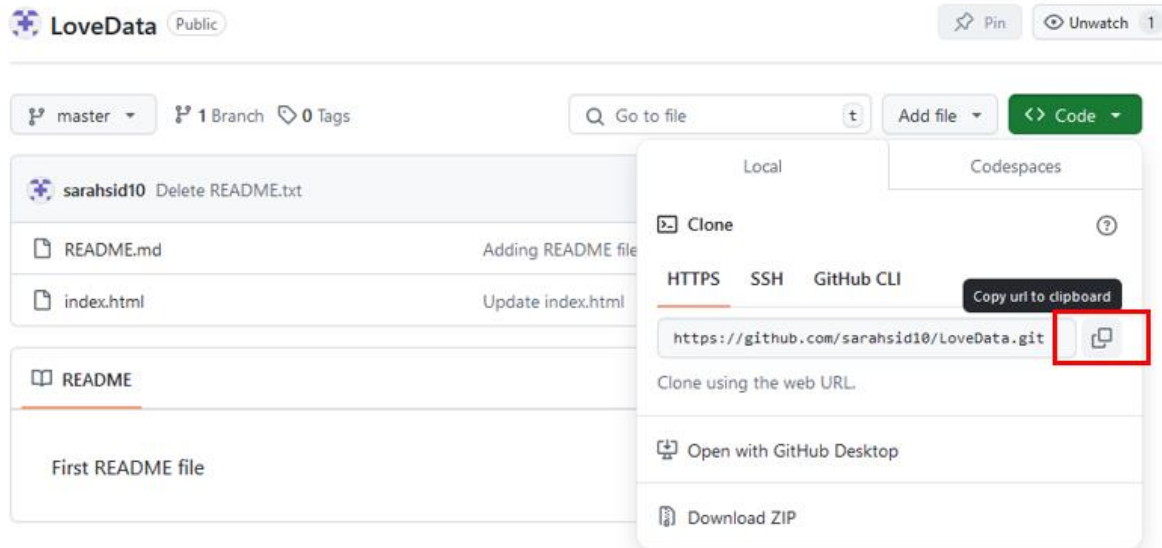 LoveData Public
Pin
Unwatch 1
master
1 Branch
0 Tags
Go to file
t
Add file
<> Code
sarahsid10 Delete README.txt
README.md Adding README file
index.html Update index.html
README
First README file
Local
Codespaces
Clone
?
HTTPS SSH GitHub CLI
Copy url to clipboard
https://github.com/sarahsid10/LoveData.git
Clone using the web URL.
Open with GitHub Desktop
Download ZIP